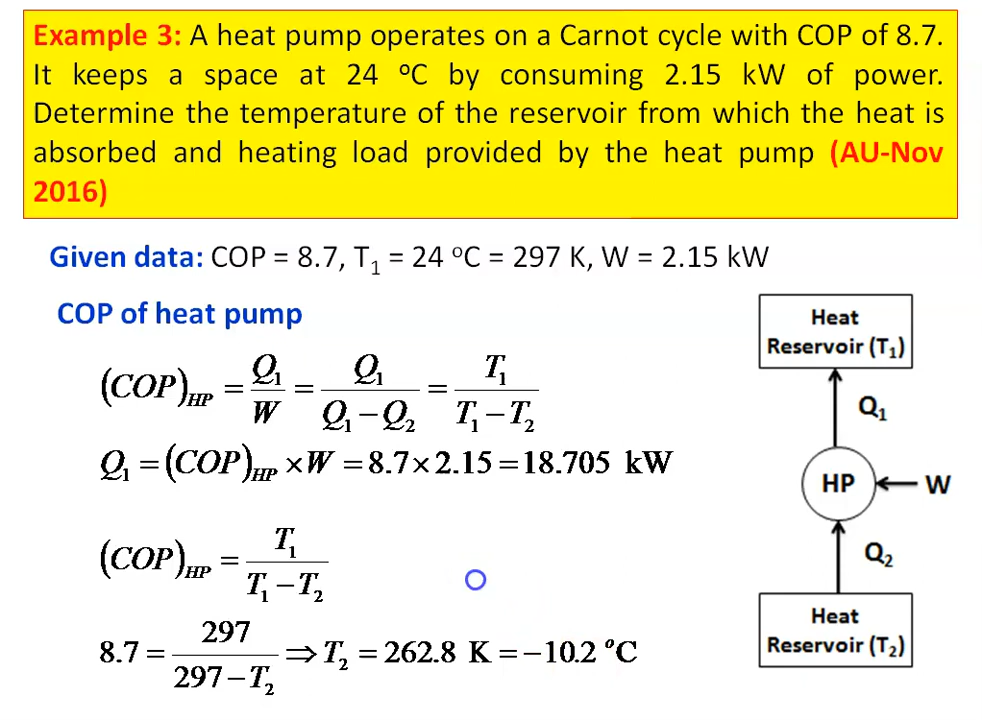 Example 3: A heat pump operates on a Carnot cycle with COP of 8.7.
It keeps a space at 24 °C by consuming 2.15 kW of power.
Determine the temperature of the reservoir from which the heat is
absorbed and heating load provided by the heat pump (AU-Nov
2016)
Given data: COP = 8.7, T₁ = 24 °C = 297 K, W = 2.15 kW
COP of heat pump
(COP)HP = Q₁/W = Q₁/(Q₁ − Q₂) = T₁/(T₁ − T₂)
Q₁ = (COP)HP × W = 8.7 × 2.15 = 18.705 kW
(COP)HP = T₁/(T₁ − T₂)
8.7 = 297/(297 − T₂) ⇒ T₂ = 262.8 K = −10.2 °C
Heat
Reservoir (T₁)
Q₁
HP
W
Q₂
Heat
Reservoir (T₂)